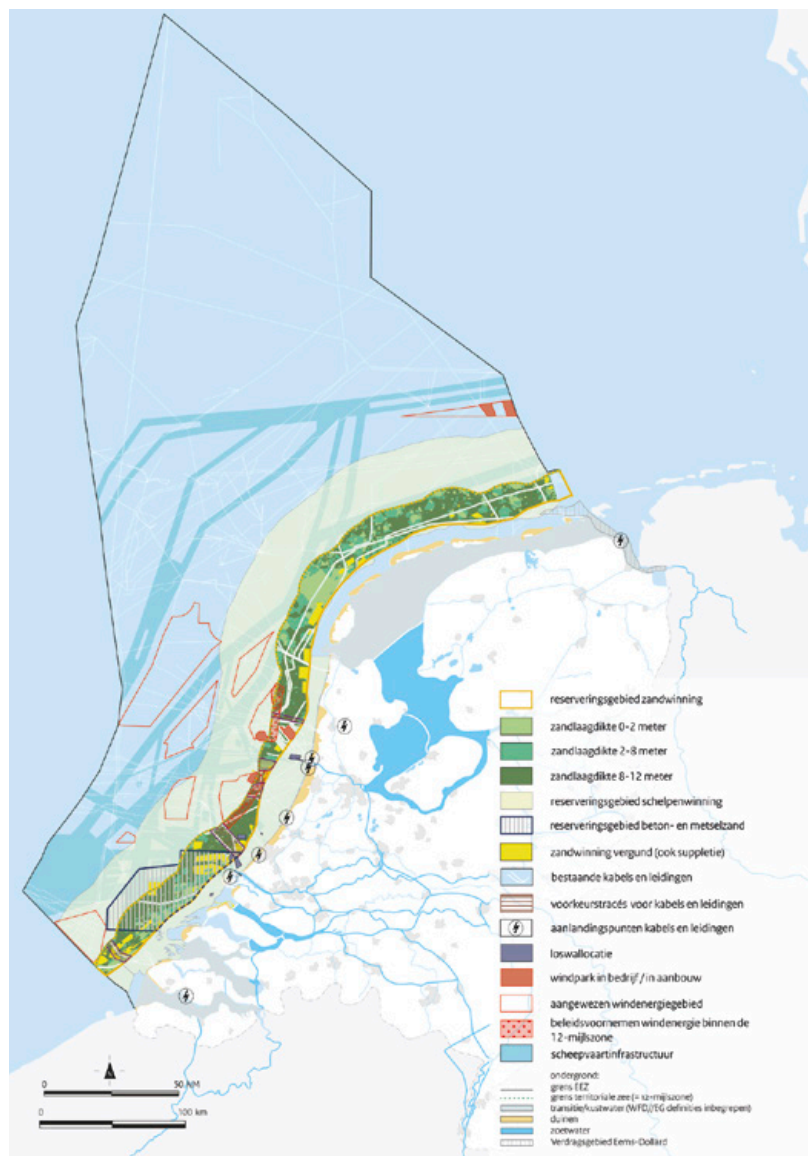 reserveringsgebied zandwinning
zandlaagdikte 0-2 meter
zandlaagdikte 2-8 meter
zandlaagdikte 8-12 meter
reserveringsgebied schelpenwinning
reserveringsgebied beton- en metselzand
zandwinning vergund (ook suppletie)
bestaande kabels en leidingen
voorkeurstracés voor kabels en leidingen
aanlandingspunten kabels en leidingen
loswallocatie
windpark in bedrijf / in aanbouw
aangewezen windenergiegebied
beleidsvoornemen windenergie binnen de
12-mijlszone
scheepvaartinfrastructuur
ondergrond:
grens EEZ
grens territoriale zee (= 12-mijlszone)
transitie/kustwater (WFD//EG definities inbegrepen)
duinen
zoetwater
Verdragsgebied Eems-Dollard
0 50 NM
0 100 km